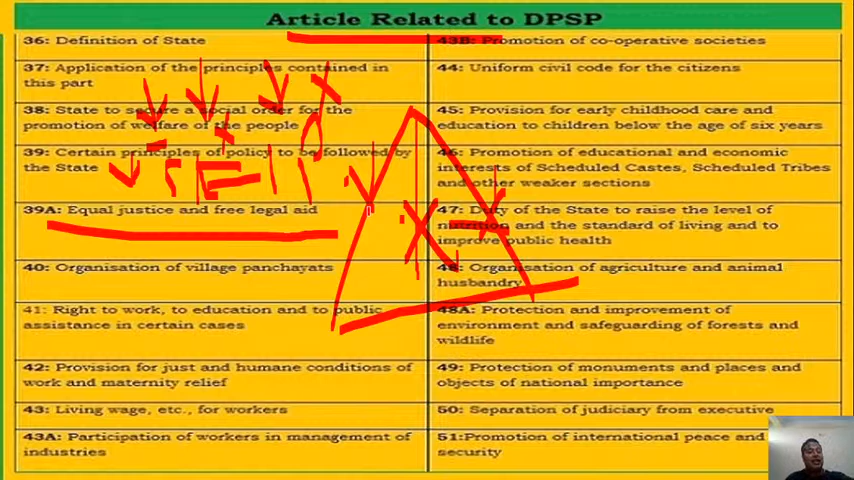 Article Related to DPSP
36: Definition of State
37: Application of the principles contained in
this part
38: State to secure a social order for the
promotion of welfare of the people
39: Certain principles of policy to be followed by
the State
39A: Equal justice and free legal aid
40: Organisation of village panchayats
41: Right to work, to education and to public
assistance in certain cases
42: Provision for just and humane conditions of
work and maternity relief
43: Living wage, etc., for workers
43A: Participation of workers in management of
industries
43B: Promotion of co-operative societies
44: Uniform civil code for the citizens
45: Provision for early childhood care and
education to children below the age of six years
46: Promotion of educational and economic
interests of Scheduled Castes, Scheduled Tribes
and other weaker sections
47: Duty of the State to raise the level of
nutrition and the standard of living and to
improve public health
48: Organisation of agriculture and animal
husbandry
48A: Protection and improvement of
environment and safeguarding of forests and
wildlife
49: Protection of monuments and places and
objects of national importance
50: Separation of judiciary from executive
51:Promotion of international peace and
security